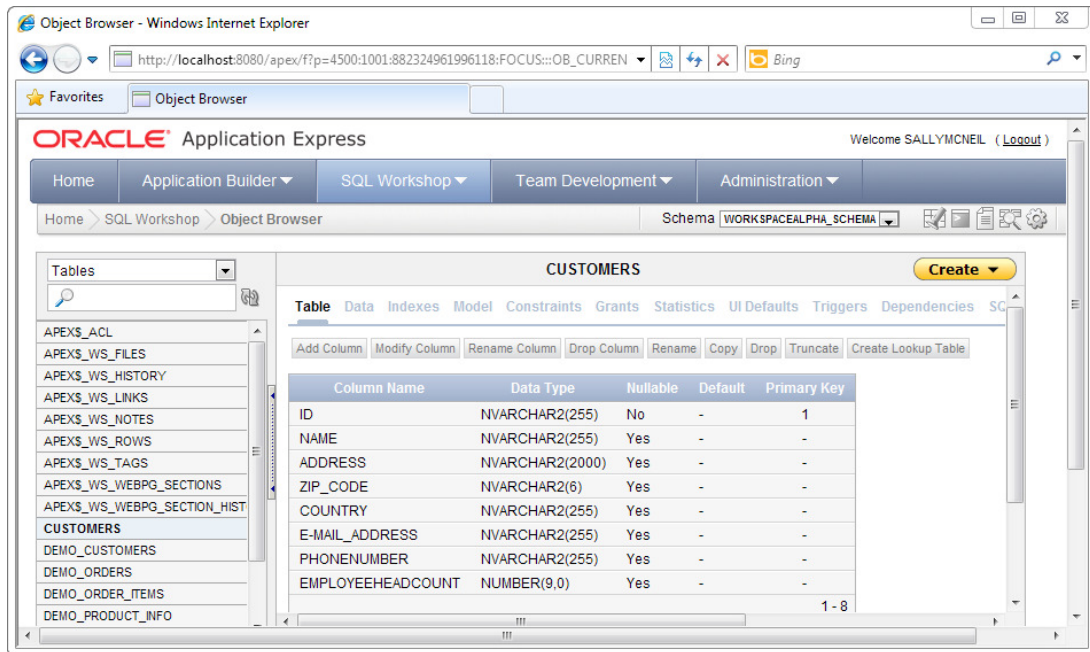 Object Browser - Windows Internet Explorer
http://localhost:8080/apex/f?p=4500:1001:882324961996118:FOCUS:::OB_CURREN
Bing
Favorites
Object Browser
ORACLE Application Express
Welcome SALLYMCNEIL ( Logout )
Home Application Builder SQL Workshop Team Development Administration
Home SQL Workshop Object Browser
Schema WORKSPACEALPHA_SCHEMA
Tables
APEX$_ACL
APEX$_WS_FILES
APEX$_WS_HISTORY
APEX$_WS_LINKS
APEX$_WS_NOTES
APEX$_WS_ROWS
APEX$_WS_TAGS
APEX$_WS_WEBPG_SECTIONS
APEX$_WS_WEBPG_SECTION_HIST
CUSTOMERS
DEMO_CUSTOMERS
DEMO_ORDERS
DEMO_ORDER_ITEMS
DEMO_PRODUCT_INFO
CUSTOMERS
Create
Table Data Indexes Model Constraints Grants Statistics UI Defaults Triggers Dependencies SQ
Add Column Modify Column Rename Column Drop Column Rename Copy Drop Truncate Create Lookup Table
Column Name Data Type Nullable Default Primary Key
ID NVARCHAR2(255) No - 1
NAME NVARCHAR2(255) Yes - -
ADDRESS NVARCHAR2(2000) Yes - -
ZIP_CODE NVARCHAR2(6) Yes - -
COUNTRY NVARCHAR2(255) Yes - -
E-MAIL_ADDRESS NVARCHAR2(255) Yes - -
PHONENUMBER NVARCHAR2(255) Yes - -
EMPLOYEEHEADCOUNT NUMBER(9,0) Yes - -
1 - 8